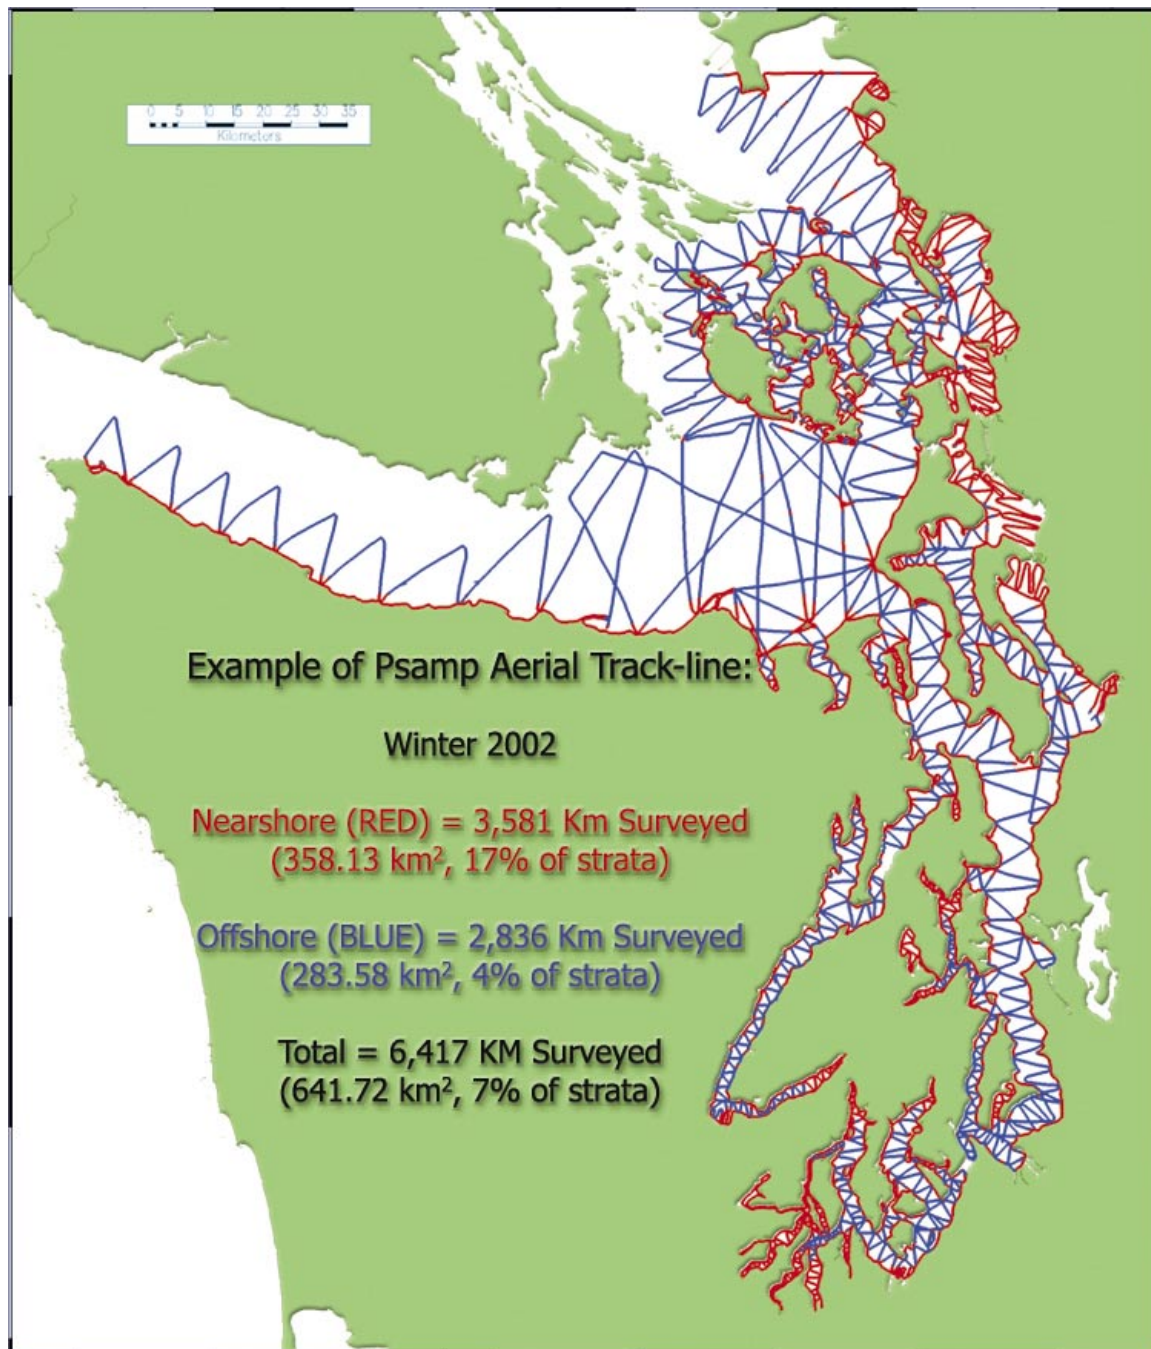 0 5 10 15 20 25 30 35
Kilometers
Example of Psamp Aerial Track-line:
Winter 2002
Nearshore (RED) = 3,581 Km Surveyed
(358.13 km², 17% of strata)
Offshore (BLUE) = 2,836 Km Surveyed
(283.58 km², 4% of strata)
Total = 6,417 KM Surveyed
(641.72 km², 7% of strata)